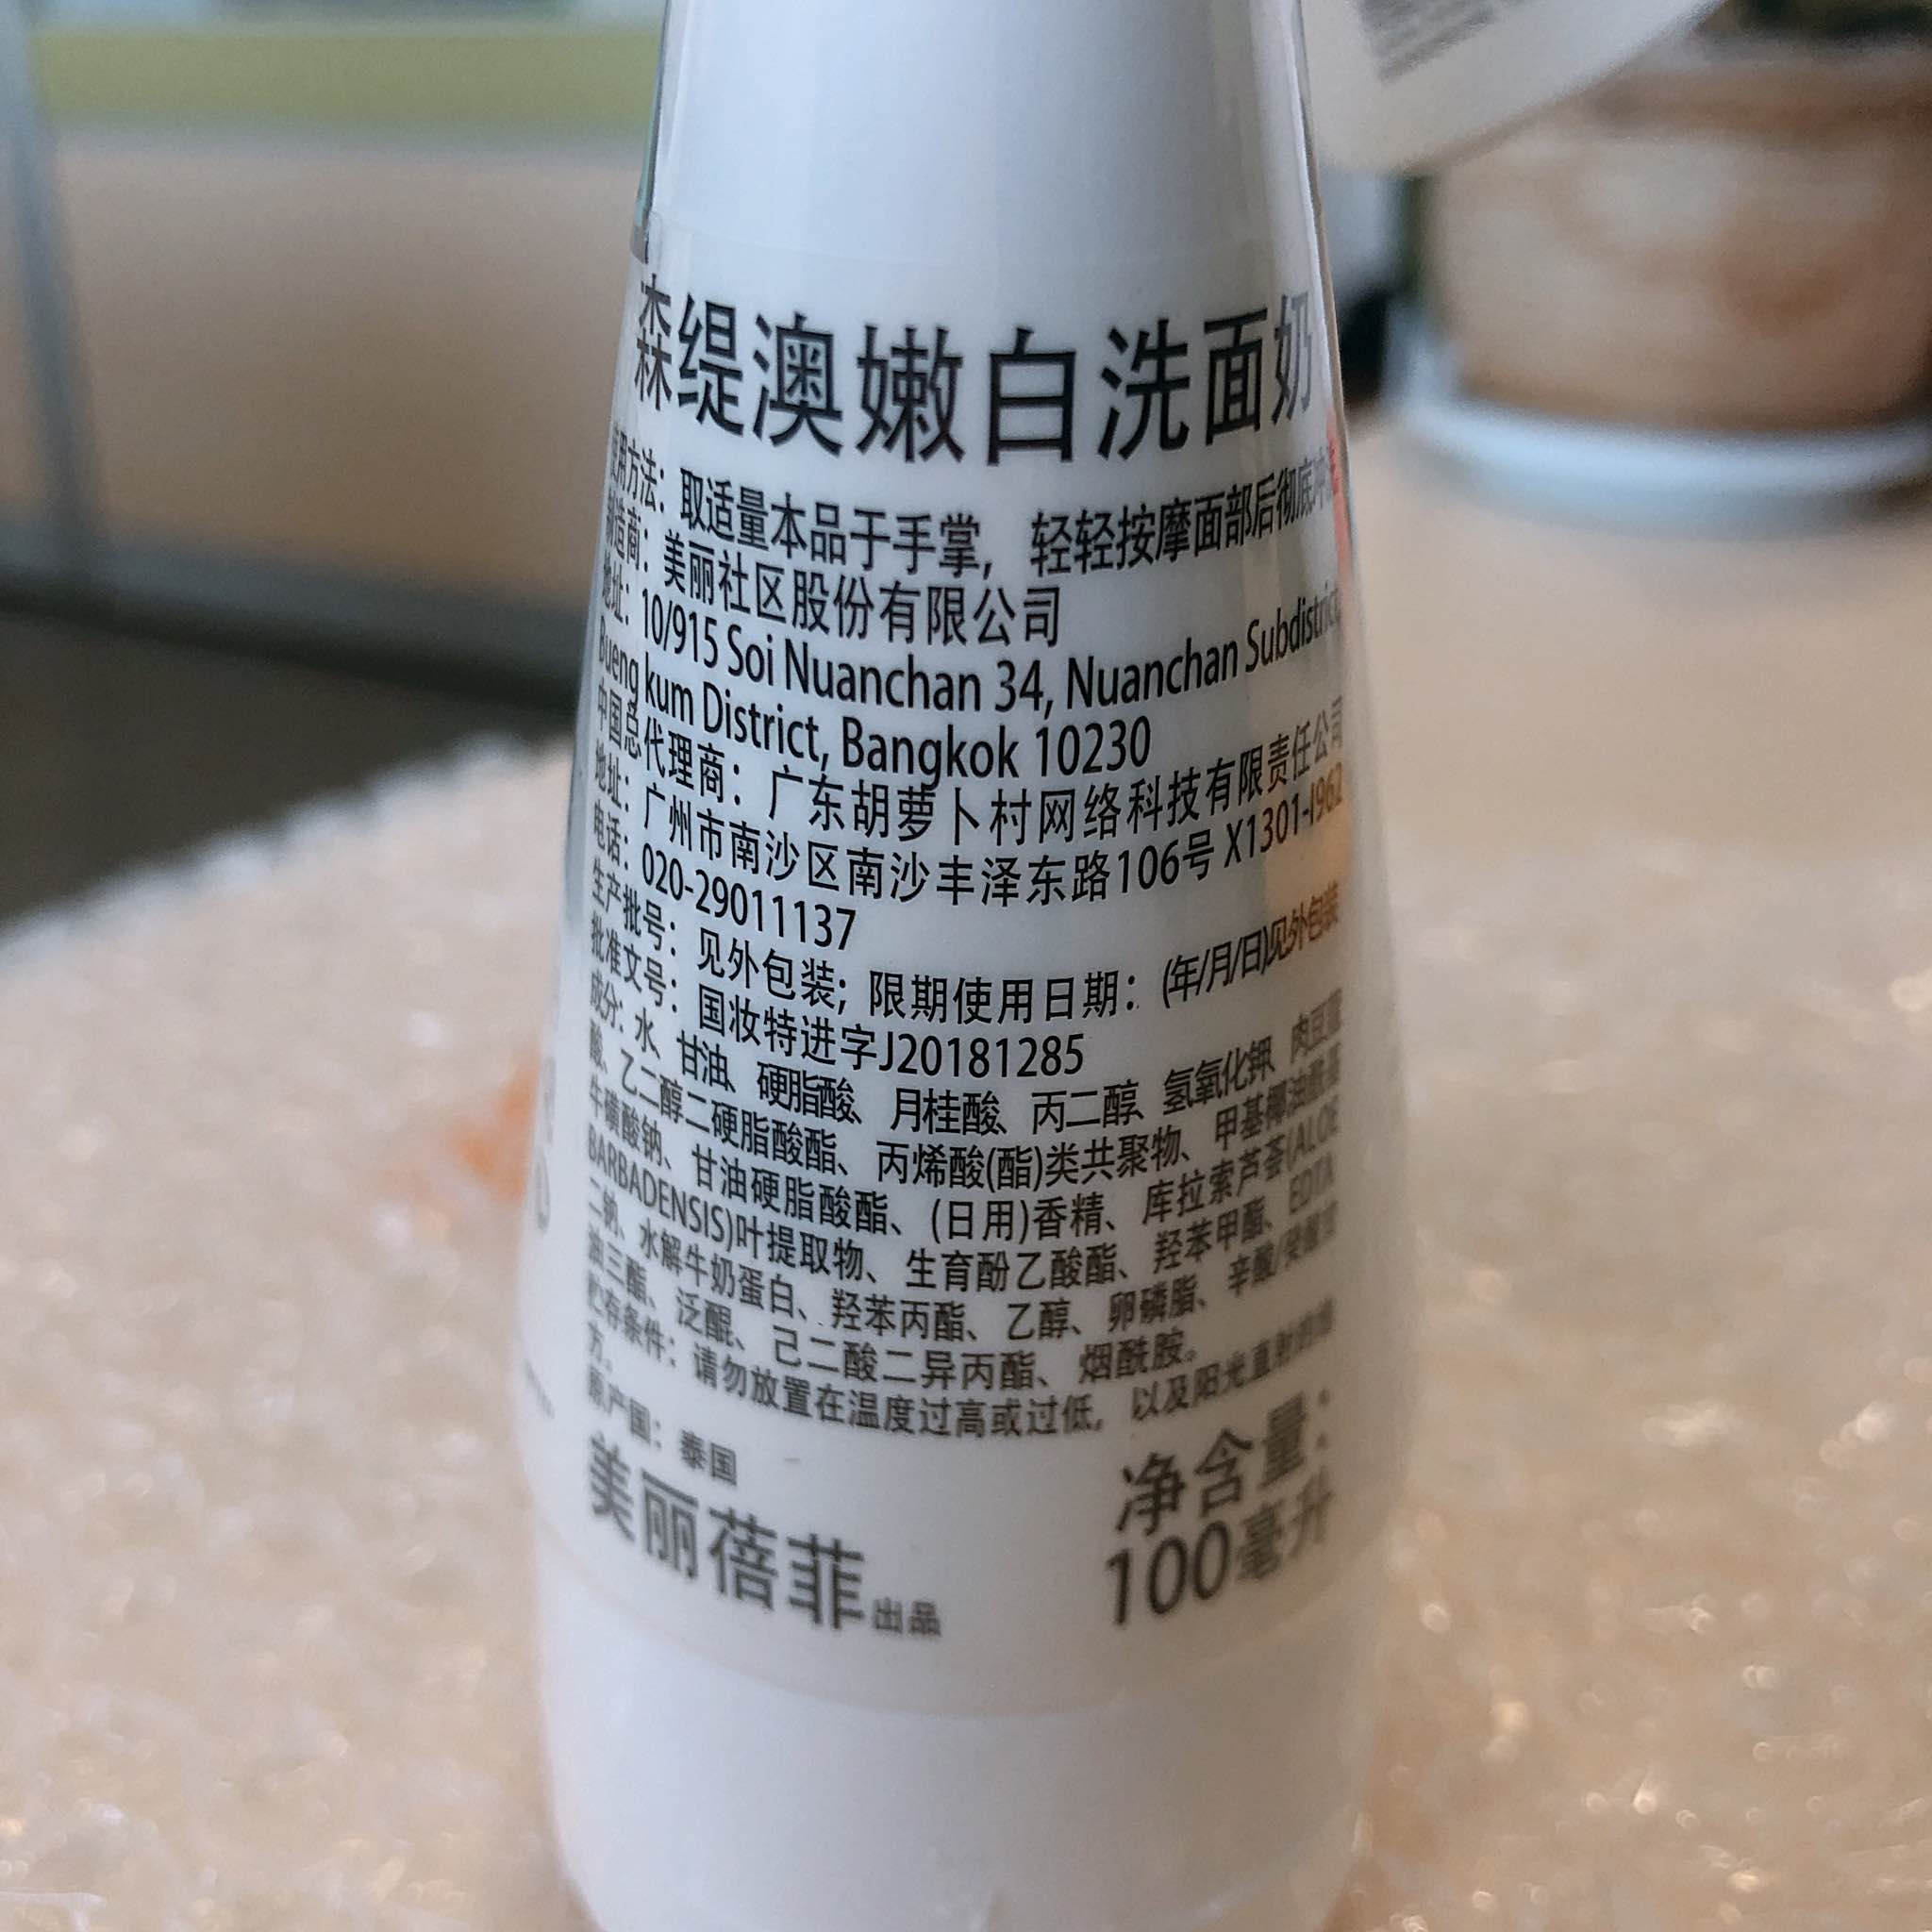 森缇澳嫩白洗面奶
使用方法：取适量本品于手掌，轻轻按摩面部后彻底冲
制造商：美丽社区股份有限公司
地址：10/915 Soi Nuanchan 34, Nuanchan Subdistrict,
Bueng kum District, Bangkok 10230
中国总代理商：广东胡萝卜村网络科技有限责任公司
地址：广州市南沙区南沙丰泽东路106号 X1301-I962
电话：020-29011137
生产批号：见外包装；限期使用日期：(年/月/日)见外包装
批准文号：国妆特进字J20181285
成分：水、甘油、硬脂酸、月桂酸、丙二醇、氢氧化钾、肉豆蔻
酸、乙二醇二硬脂酸酯、丙烯酸(酯)类共聚物、甲基椰油酰基
牛磺酸钠、甘油硬脂酸酯、(日用)香精、库拉索芦荟(ALOE
BARBADENSIS)叶提取物、生育酚乙酸酯、羟苯甲酯、EDTA
二钠、水解牛奶蛋白、羟苯丙酯、乙醇、卵磷脂、辛酸/癸酸甘
油三酯、泛醌、己二酸二异丙酯、烟酰胺。
贮存条件：请勿放置在温度过高或过低，以及阳光直射的地
方。
原产国：泰国
美丽蓓菲出品
净含量：
100毫升